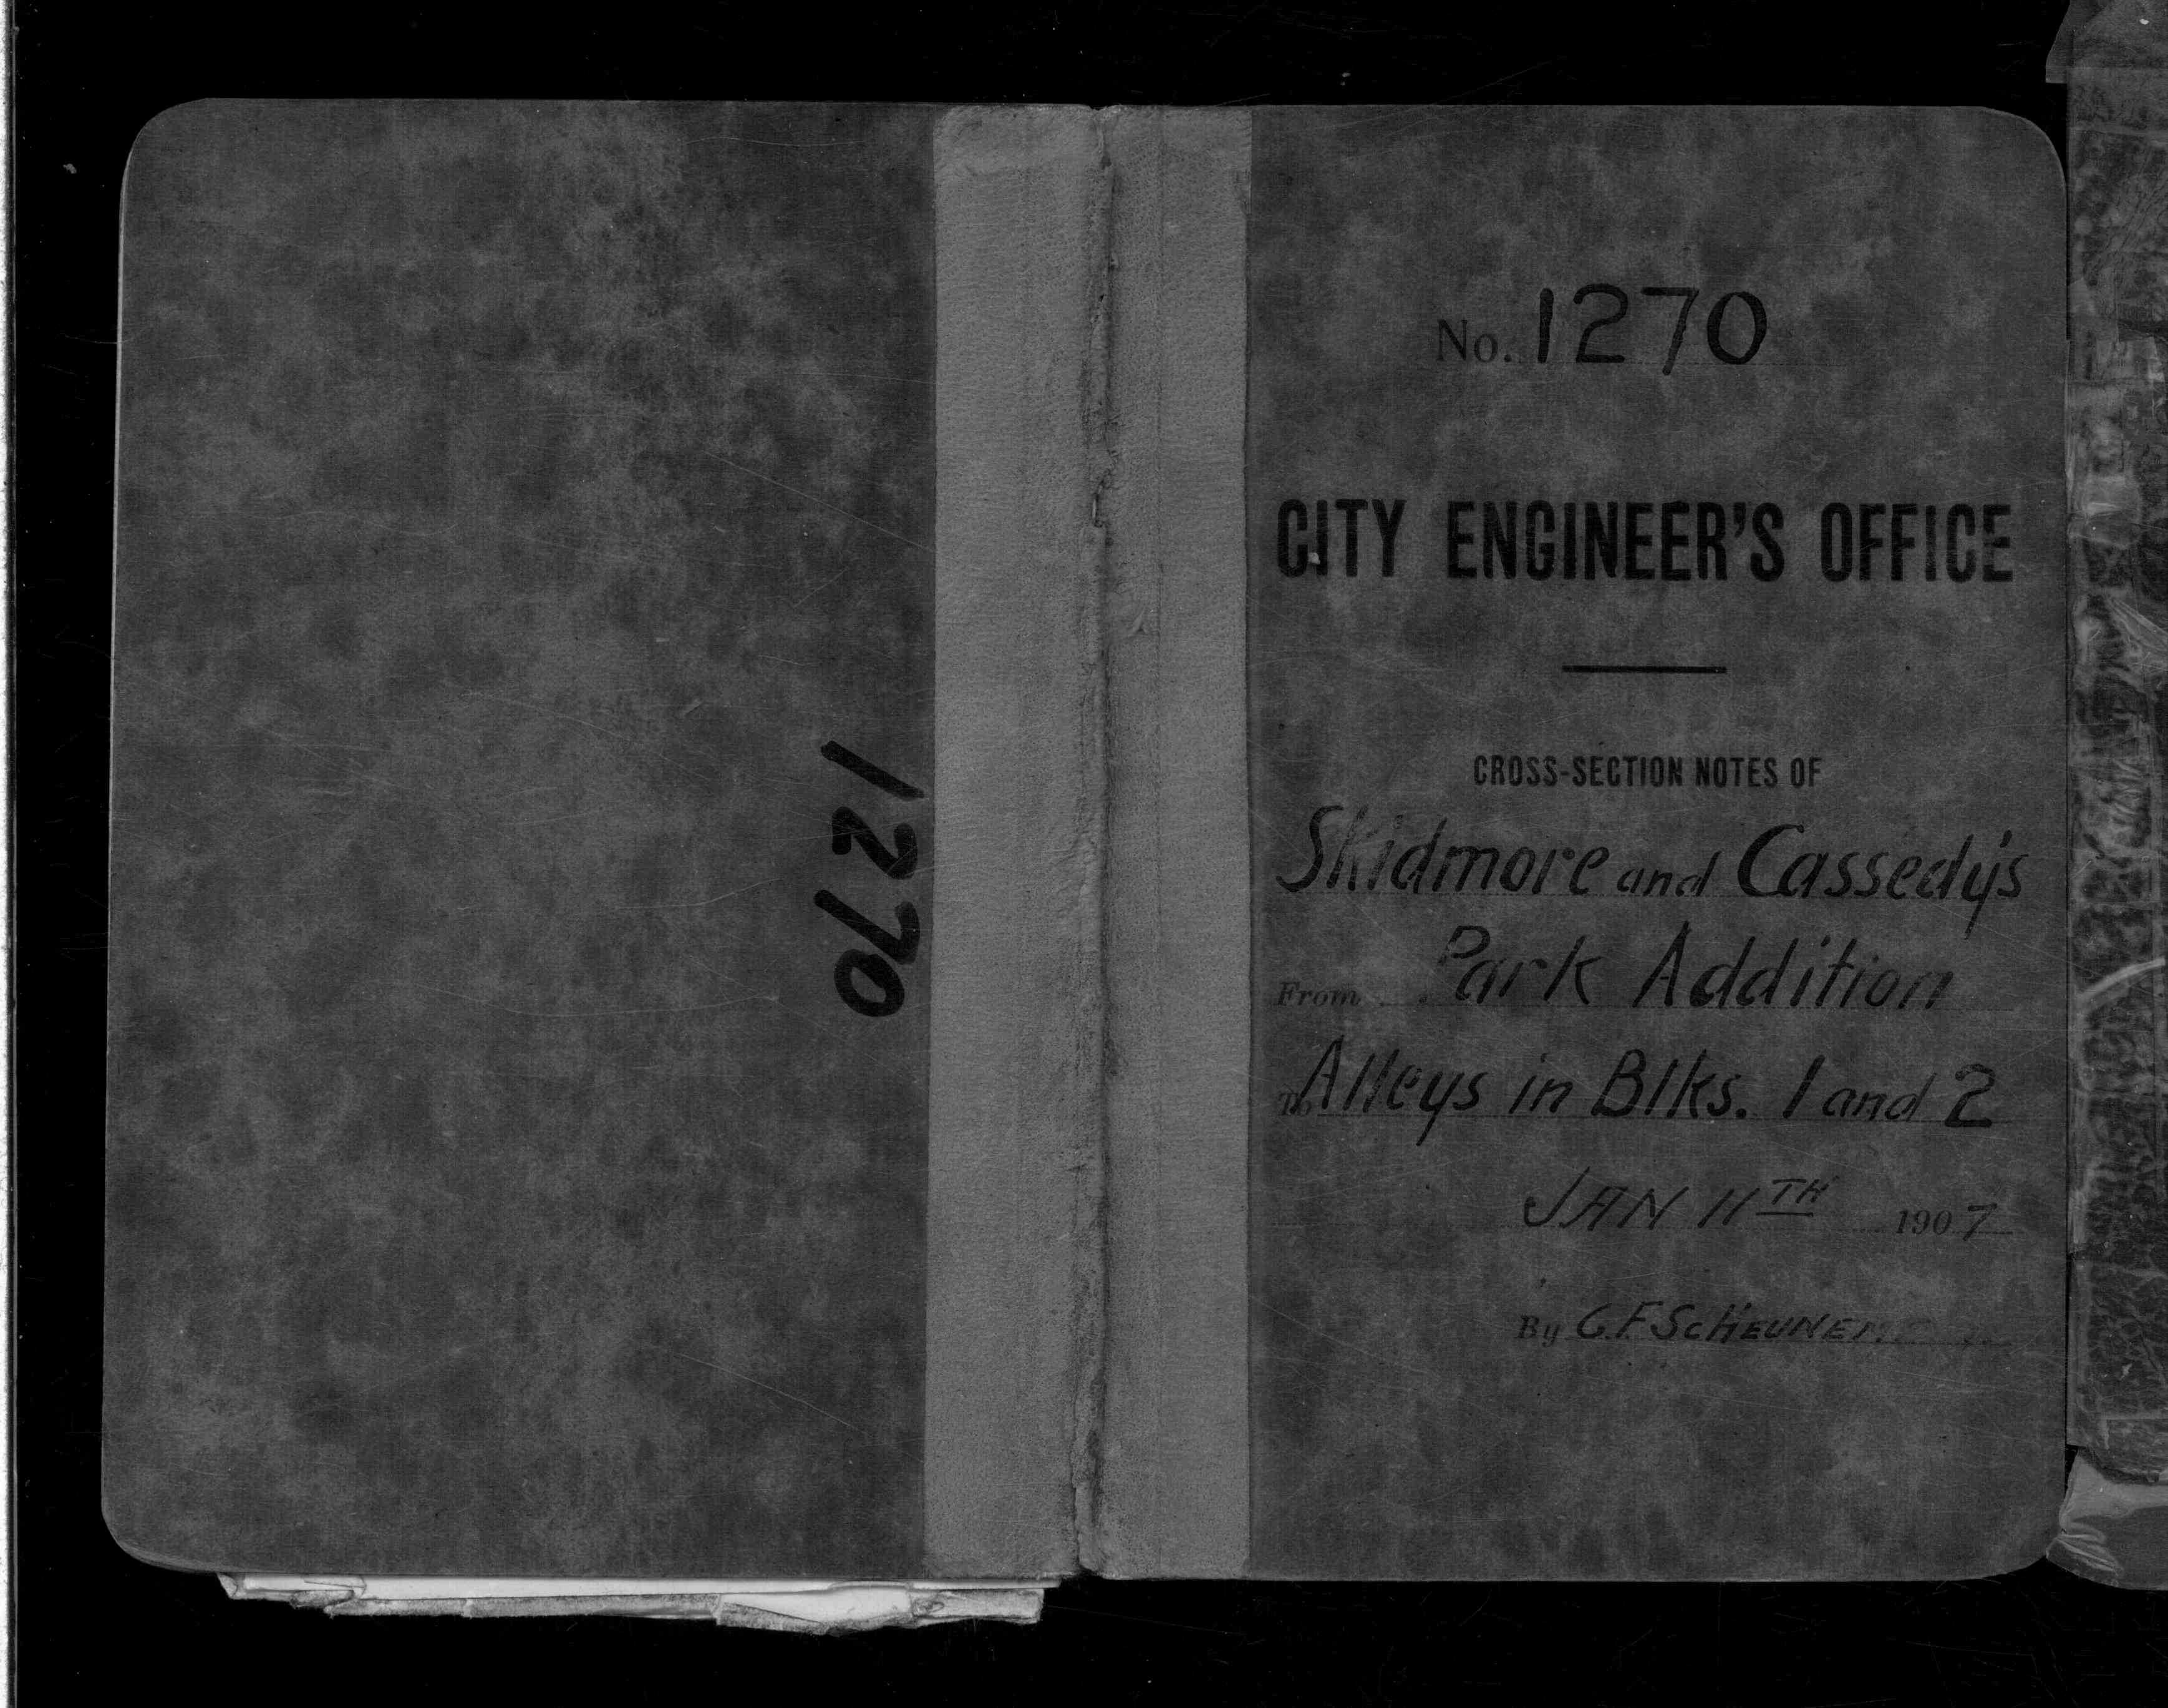 1270
No. 1270
CITY ENGINEER'S OFFICE
CROSS-SECTION NOTES OF
Skidmore and Cassedy's
From Park Addition
To Alleys in Blks. 1 and 2
JAN 11TH 1907
By C.F. SCHEUNER